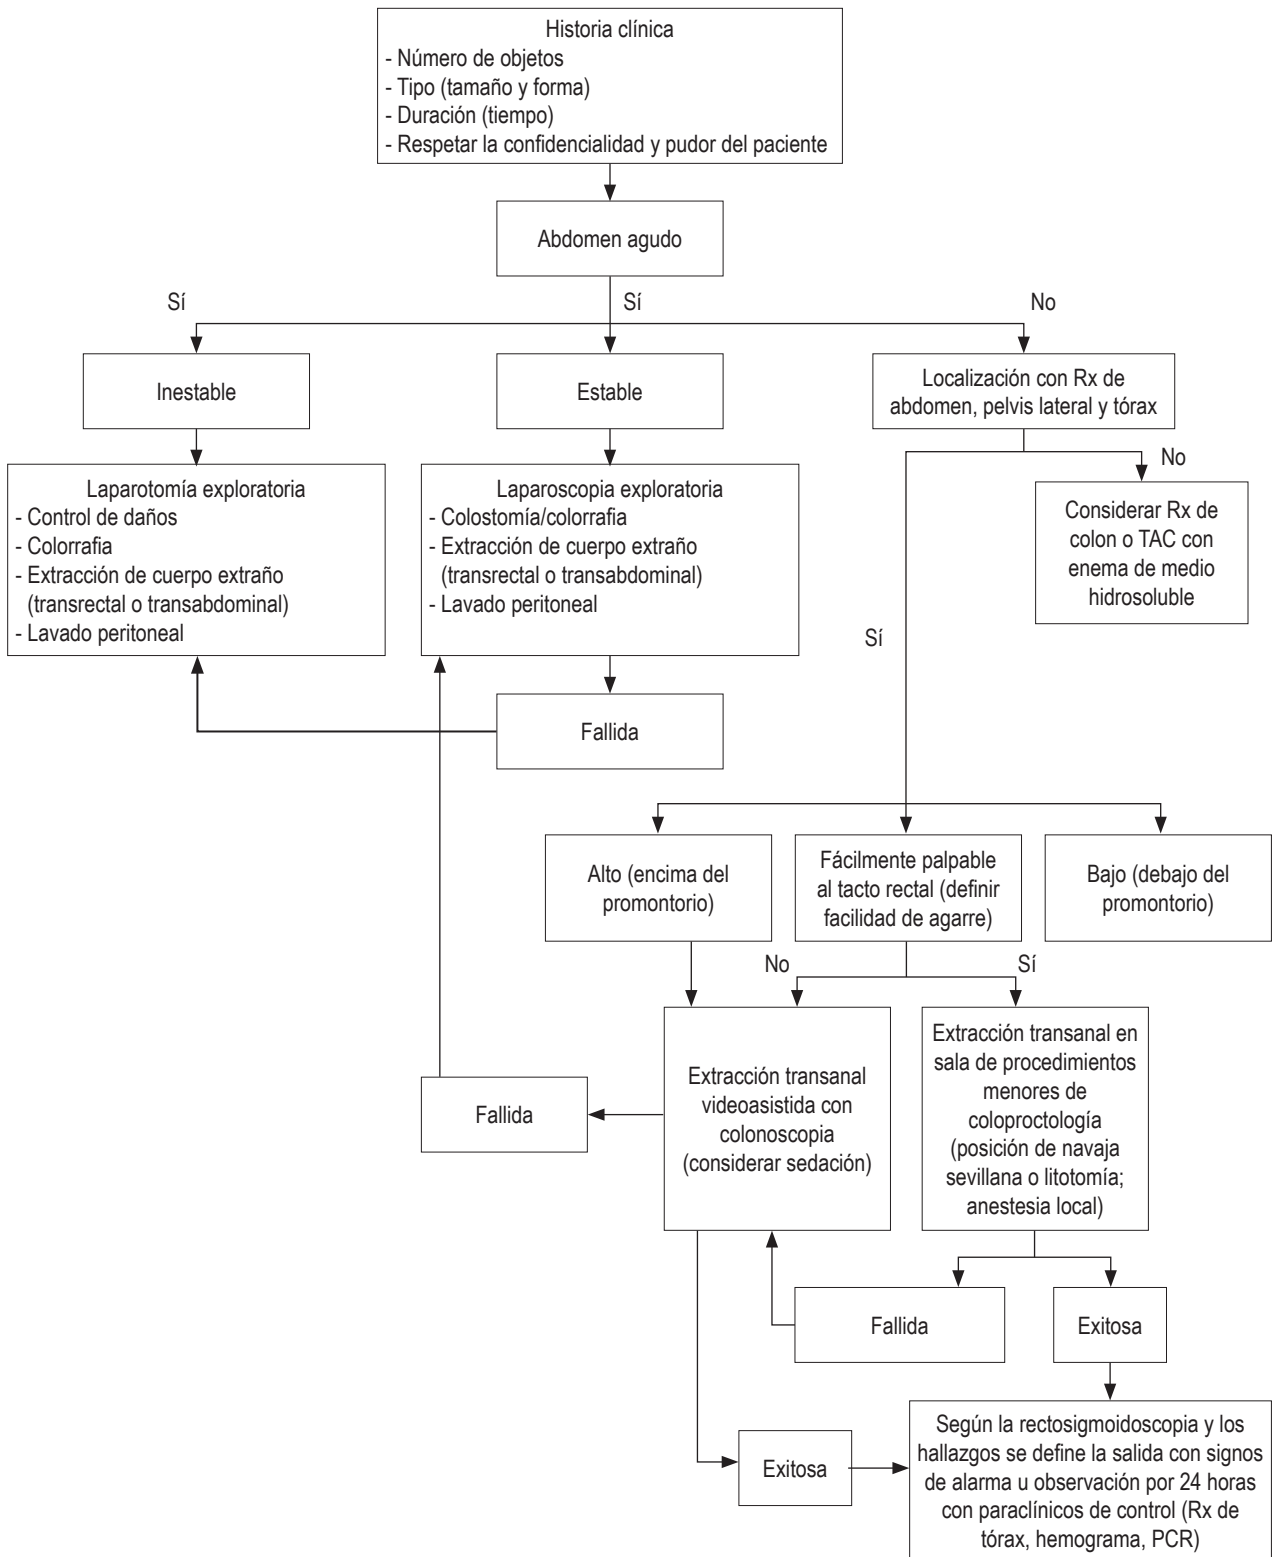 Historia clínica
- Número de objetos
- Tipo (tamaño y forma)
- Duración (tiempo)
- Respetar la confidencialidad y pudor del paciente
Abdomen agudo
Sí
Sí
No
Inestable
Estable
Localización con Rx de
abdomen, pelvis lateral y tórax
Laparotomía exploratoria
- Control de daños
- Colorrafia
- Extracción de cuerpo extraño
(transrectal o transabdominal)
- Lavado peritoneal
Laparoscopia exploratoria
- Colostomía/colorrafia
- Extracción de cuerpo extraño
(transrectal o transabdominal)
- Lavado peritoneal
No
Considerar Rx de
colon o TAC con
enema de medio
hidrosoluble
Sí
Fallida
Alto (encima del
promontorio)
Fácilmente palpable
al tacto rectal (definir
facilidad de agarre)
Bajo (debajo del
promontorio)
No
Sí
Fallida
Extracción transanal
videoasistida con
colonoscopia
(considerar sedación)
Extracción transanal en
sala de procedimientos
menores de
coloproctología
(posición de navaja
sevillana o litotomía;
anestesia local)
Fallida
Exitosa
Exitosa
Según la rectosigmoidoscopia y los
hallazgos se define la salida con signos
de alarma u observación por 24 horas
con paraclínicos de control (Rx de
tórax, hemograma, PCR)